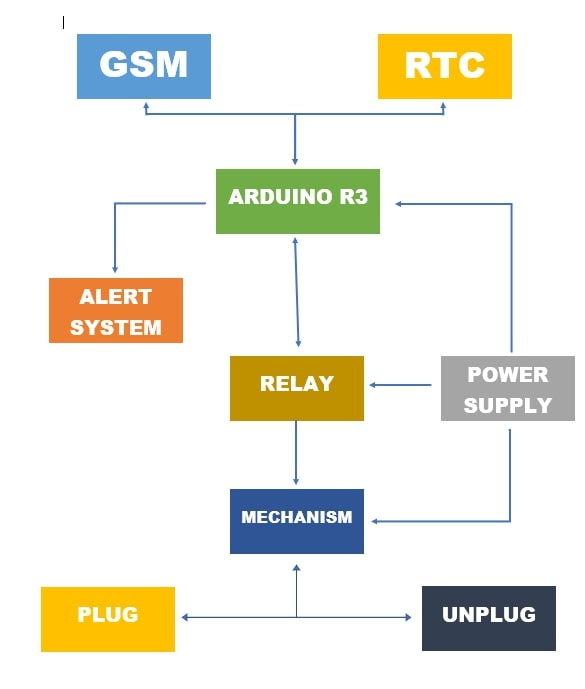 GSM
RTC
ARDUINO R3
ALERT
SYSTEM
RELAY
POWER
SUPPLY
MECHANISM
PLUG
UNPLUG